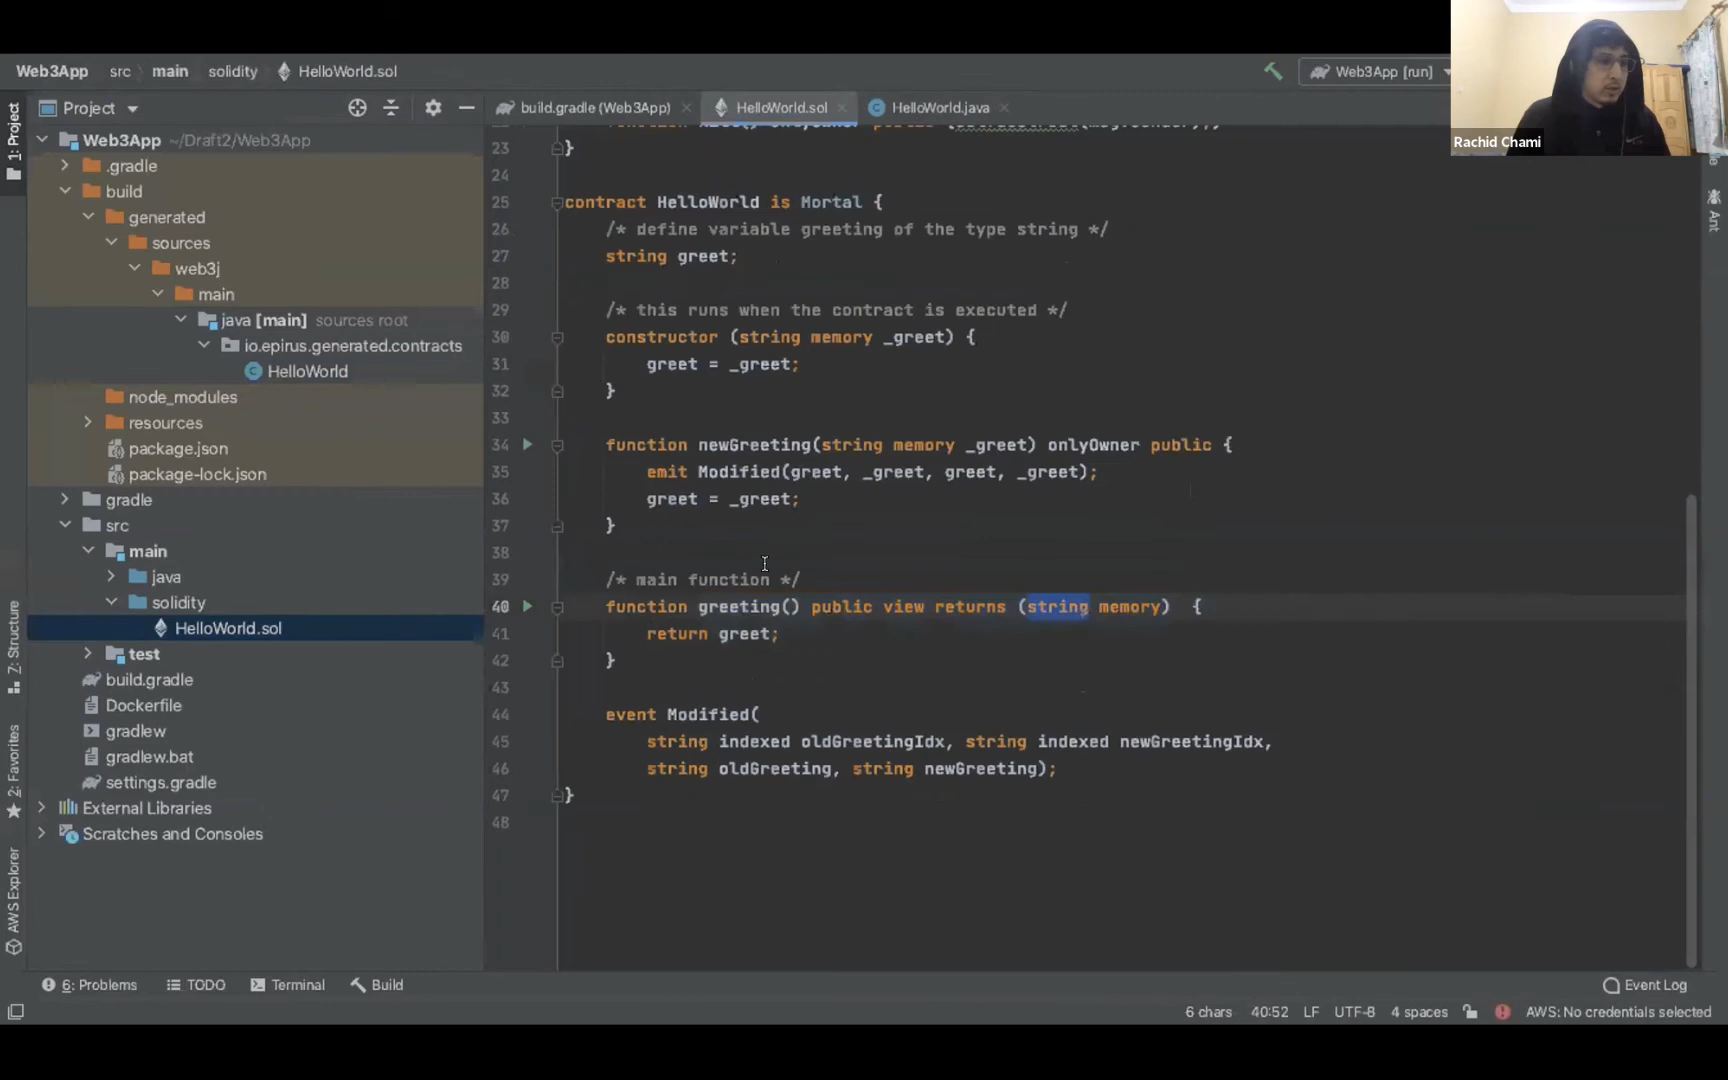 Web3App src main solidity HelloWorld.sol
Web3App [run]
Rachid Chami
1: Project
Project
build.gradle (Web3App)
HelloWorld.sol
HelloWorld.java
Web3App ~/Draft2/Web3App
.gradle
build
generated
sources
web3j
main
java [main] sources root
io.epirus.generated.contracts
HelloWorld
node_modules
resources
package.json
package-lock.json
gradle
src
main
java
solidity
HelloWorld.sol
test
build.gradle
Dockerfile
gradlew
gradlew.bat
settings.gradle
External Libraries
Scratches and Consoles
Z: Structure
2: Favorites
AWS Explorer
Ant
23 }
24
25 contract HelloWorld is Mortal {
26 /* define variable greeting of the type string */
27 string greet;
28
29 /* this runs when the contract is executed */
30 constructor (string memory _greet) {
31 greet = _greet;
32 }
33
34 function newGreeting(string memory _greet) onlyOwner public {
35 emit Modified(greet, _greet, greet, _greet);
36 greet = _greet;
37 }
38
39 /* main function */
40 function greeting() public view returns (string memory) {
41 return greet;
42 }
43
44 event Modified(
45 string indexed oldGreetingIdx, string indexed newGreetingIdx,
46 string oldGreeting, string newGreeting);
47 }
48
6: Problems TODO Terminal Build Event Log
6 chars 40:52 LF UTF-8 4 spaces AWS: No credentials selected